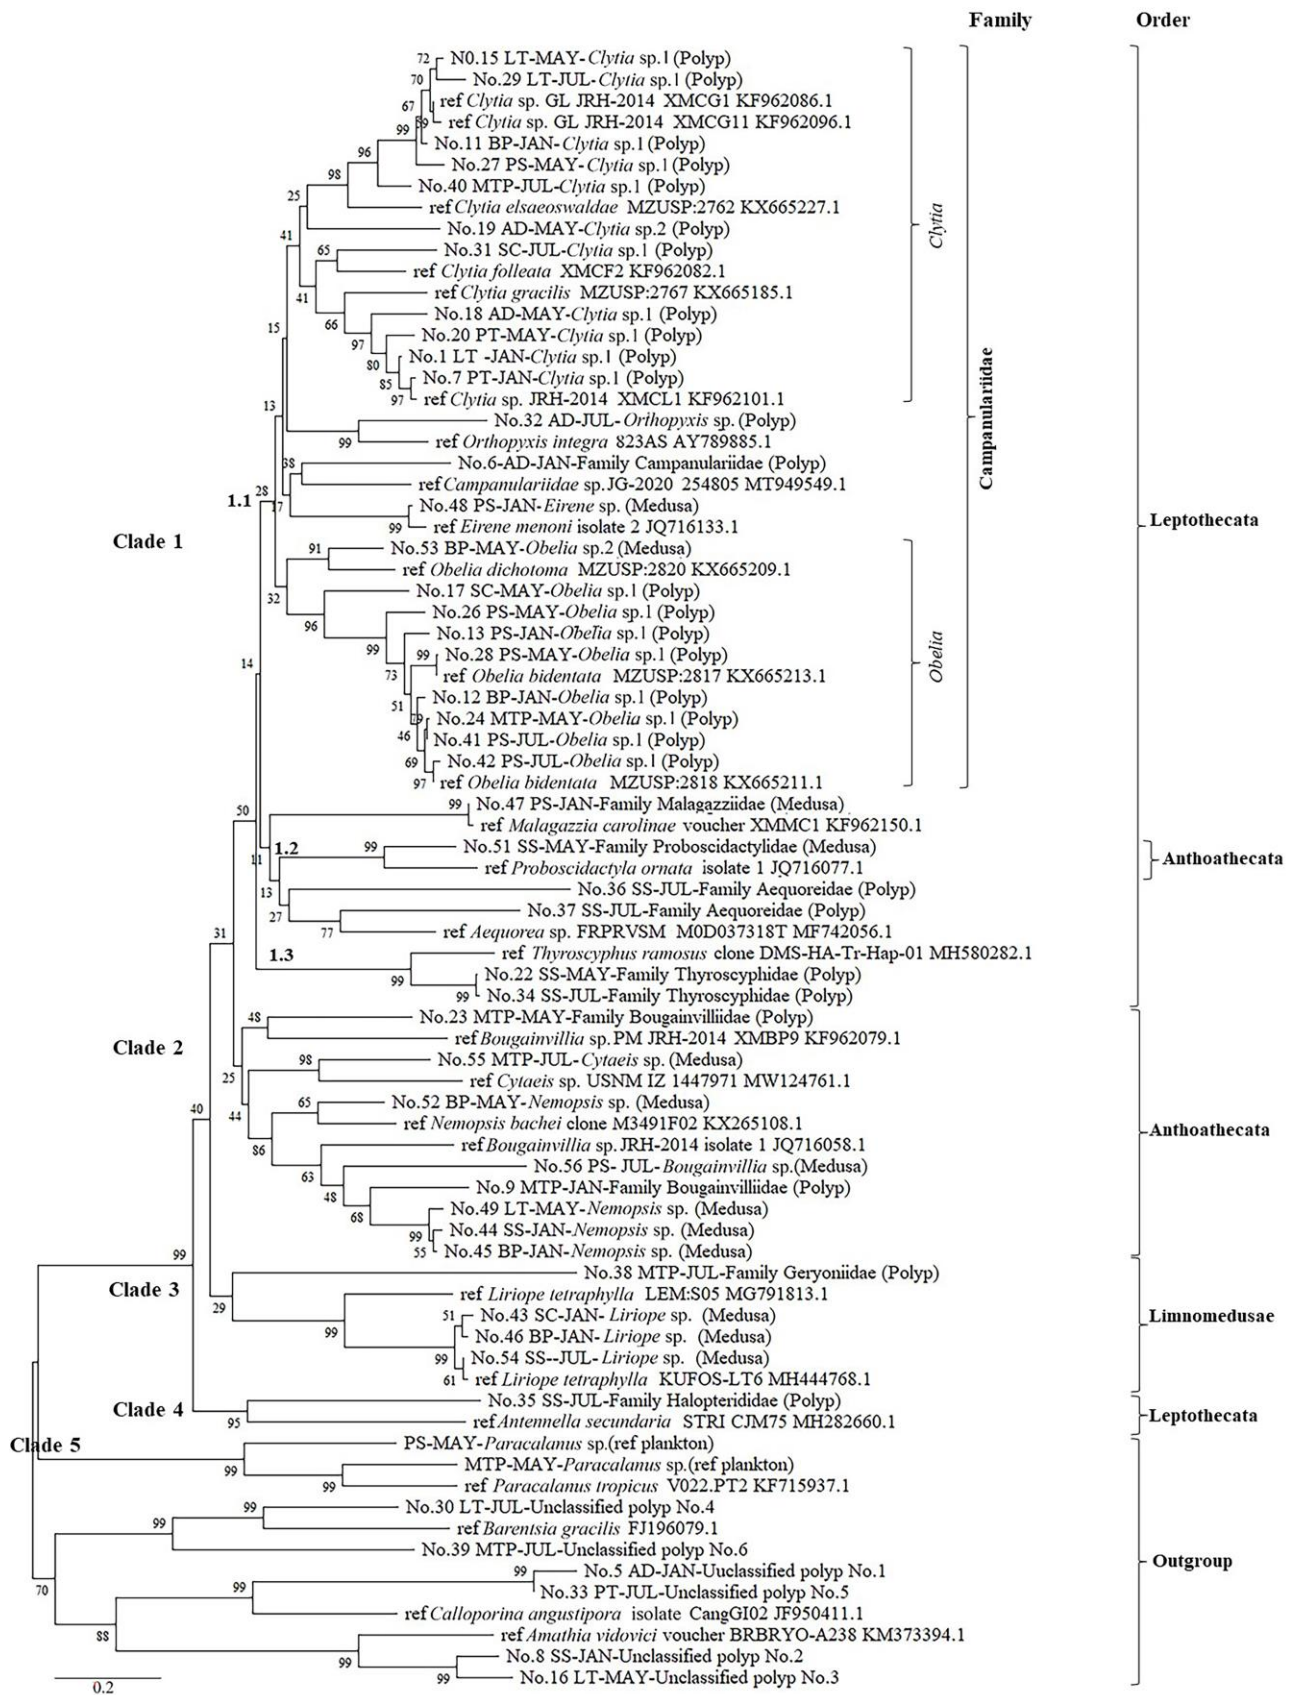 Family Order
72 N0.15 LT-MAY-Clytia sp.1 (Polyp)
70 No.29 LT-JUL-Clytia sp.1 (Polyp)
67 ref Clytia sp. GL JRH-2014 XMCG1 KF962086.1
ref Clytia sp. GL JRH-2014 XMCG11 KF962096.1
99 No.11 BP-JAN-Clytia sp.1 (Polyp)
96 No.27 PS-MAY-Clytia sp.1 (Polyp)
98 No.40 MTP-JUL-Clytia sp.1 (Polyp)
25 ref Clytia elsaeoswaldae MZUSP:2762 KX665227.1
41 No.19 AD-MAY-Clytia sp.2 (Polyp)
65 No.31 SC-JUL-Clytia sp.1 (Polyp)
ref Clytia folleata XMCF2 KF962082.1
41 ref Clytia gracilis MZUSP:2767 KX665185.1
15 66 No.18 AD-MAY-Clytia sp.1 (Polyp)
97 No.20 PT-MAY-Clytia sp.1 (Polyp)
80 No.1 LT -JAN-Clytia sp.1 (Polyp)
85 No.7 PT-JAN-Clytia sp.1 (Polyp)
97 ref Clytia sp. JRH-2014 XMCL1 KF962101.1
Clytia
13 No.32 AD-JUL- Orthopyxis sp. (Polyp)
99 ref Orthopyxis integra 823AS AY789885.1
Campanulariidae
38 No.6-AD-JAN-Family Campanulariidae (Polyp)
ref Campanulariidae sp.JG-2020 254805 MT949549.1
1.1 28 17 No.48 PS-JAN-Eirene sp. (Medusa)
99 ref Eirene menoni isolate 2 JQ716133.1
Leptothecata
Clade 1
91 No.53 BP-MAY-Obelia sp.2 (Medusa)
ref Obelia dichotoma MZUSP:2820 KX665209.1
32 No.17 SC-MAY-Obelia sp.1 (Polyp)
96 No.26 PS-MAY-Obelia sp.1 (Polyp)
99 No.13 PS-JAN-Obelia sp.1 (Polyp)
14 99 No.28 PS-MAY-Obelia sp.1 (Polyp)
73 ref Obelia bidentata MZUSP:2817 KX665213.1
Obelia
51 No.12 BP-JAN-Obelia sp.1 (Polyp)
No.24 MTP-MAY-Obelia sp.1 (Polyp)
46 No.41 PS-JUL-Obelia sp.1 (Polyp)
69 No.42 PS-JUL-Obelia sp.1 (Polyp)
97 ref Obelia bidentata MZUSP:2818 KX665211.1
50 99 No.47 PS-JAN-Family Malagazziidae (Medusa)
ref Malagazzia carolinae voucher XMMC1 KF962150.1
11 1.2 99 No.51 SS-MAY-Family Proboscidactylidae (Medusa)
ref Proboscidactyla ornata isolate 1 JQ716077.1
Anthoathecata
13 No.36 SS-JUL-Family Aequoreidae (Polyp)
27 No.37 SS-JUL-Family Aequoreidae (Polyp)
77 ref Aequorea sp. FRPRVSM M0D037318T MF742056.1
31 1.3 ref Thyroscyphus ramosus clone DMS-HA-Tr-Hap-01 MH580282.1
99 No.22 SS-MAY-Family Thyroscyphidae (Polyp)
99 No.34 SS-JUL-Family Thyroscyphidae (Polyp)
48 No.23 MTP-MAY-Family Bougainvilliidae (Polyp)
Clade 2 ref Bougainvillia sp.PM JRH-2014 XMBP9 KF962079.1
98 No.55 MTP-JUL-Cytaeis sp. (Medusa)
25 ref Cytaeis sp. USNM IZ 1447971 MW124761.1
40 44 65 No.52 BP-MAY-Nemopsis sp. (Medusa)
ref Nemopsis bachei clone M3491F02 KX265108.1
86 ref Bougainvillia sp. JRH-2014 isolate 1 JQ716058.1
Anthoathecata
63 No.56 PS- JUL-Bougainvillia sp.(Medusa)
48 No.9 MTP-JAN-Family Bougainvilliidae (Polyp)
68 No.49 LT-MAY-Nemopsis sp. (Medusa)
99 No.44 SS-JAN-Nemopsis sp. (Medusa)
99 55 No.45 BP-JAN-Nemopsis sp. (Medusa)
Clade 3 No.38 MTP-JUL-Family Geryoniidae (Polyp)
29 ref Liriope tetraphylla LEM:S05 MG791813.1
99 51 No.43 SC-JAN- Liriope sp. (Medusa)
Limnomedusae
No.46 BP-JAN- Liriope sp. (Medusa)
99 No.54 SS--JUL- Liriope sp. (Medusa)
61 ref Liriope tetraphylla KUFOS-LT6 MH444768.1
Clade 4 No.35 SS-JUL-Family Halopterididae (Polyp)
95 ref Antennella secundaria STRI CJM75 MH282660.1
Leptothecata
Clade 5 PS-MAY-Paracalanus sp.(ref plankton)
99 MTP-MAY-Paracalanus sp.(ref plankton)
99 ref Paracalanus tropicus V022.PT2 KF715937.1
99 No.30 LT-JUL-Unclassified polyp No.4
99 ref Barentsia gracilis FJ196079.1
No.39 MTP-JUL-Unclassified polyp No.6
Outgroup
99 No.5 AD-JAN-Uuclassified polyp No.1
70 99 No.33 PT-JUL-Unclassified polyp No.5
ref Calloporina angustipora isolate CangGI02 JF950411.1
88 ref Amathia vidovici voucher BRBRYO-A238 KM373394.1
99 No.8 SS-JAN-Unclassified polyp No.2
99 No.16 LT-MAY-Unclassified polyp No.3
0.2